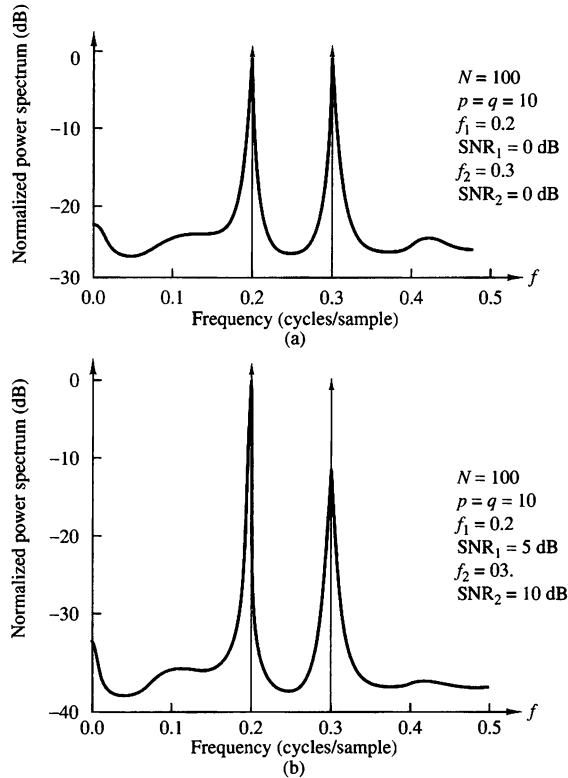 Normalized power spectrum (dB)
0
−10
−20
−30
0.0 0.1 0.2 0.3 0.4 0.5
f
Frequency (cycles/sample)
(a)
N = 100
p = q = 10
f1 = 0.2
SNR1 = 0 dB
f2 = 0.3
SNR2 = 0 dB
Normalized power spectrum (dB)
0
−10
−20
−30
−40
0.0 0.1 0.2 0.3 0.4 0.5
f
Frequency (cycles/sample)
(b)
N = 100
p = q = 10
f1 = 0.2
SNR1 = 5 dB
f2 = 03.
SNR2 = 10 dB